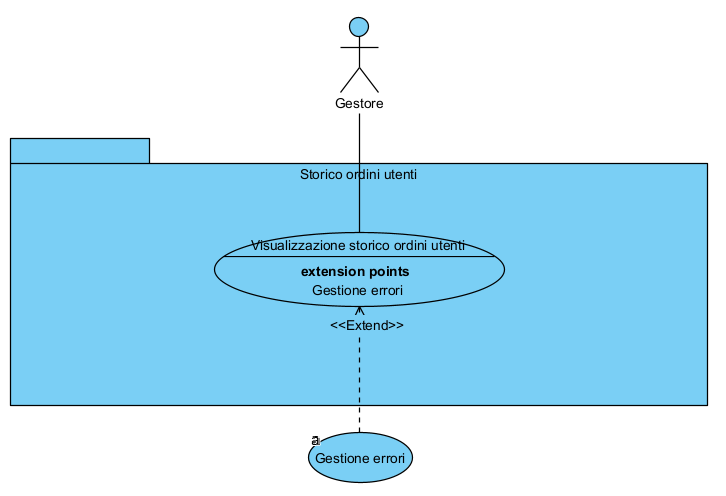 Gestore
Storico ordini utenti
Visualizzazione storico ordini utenti
extension points
Gestione errori
<<Extend>>
Gestione errori